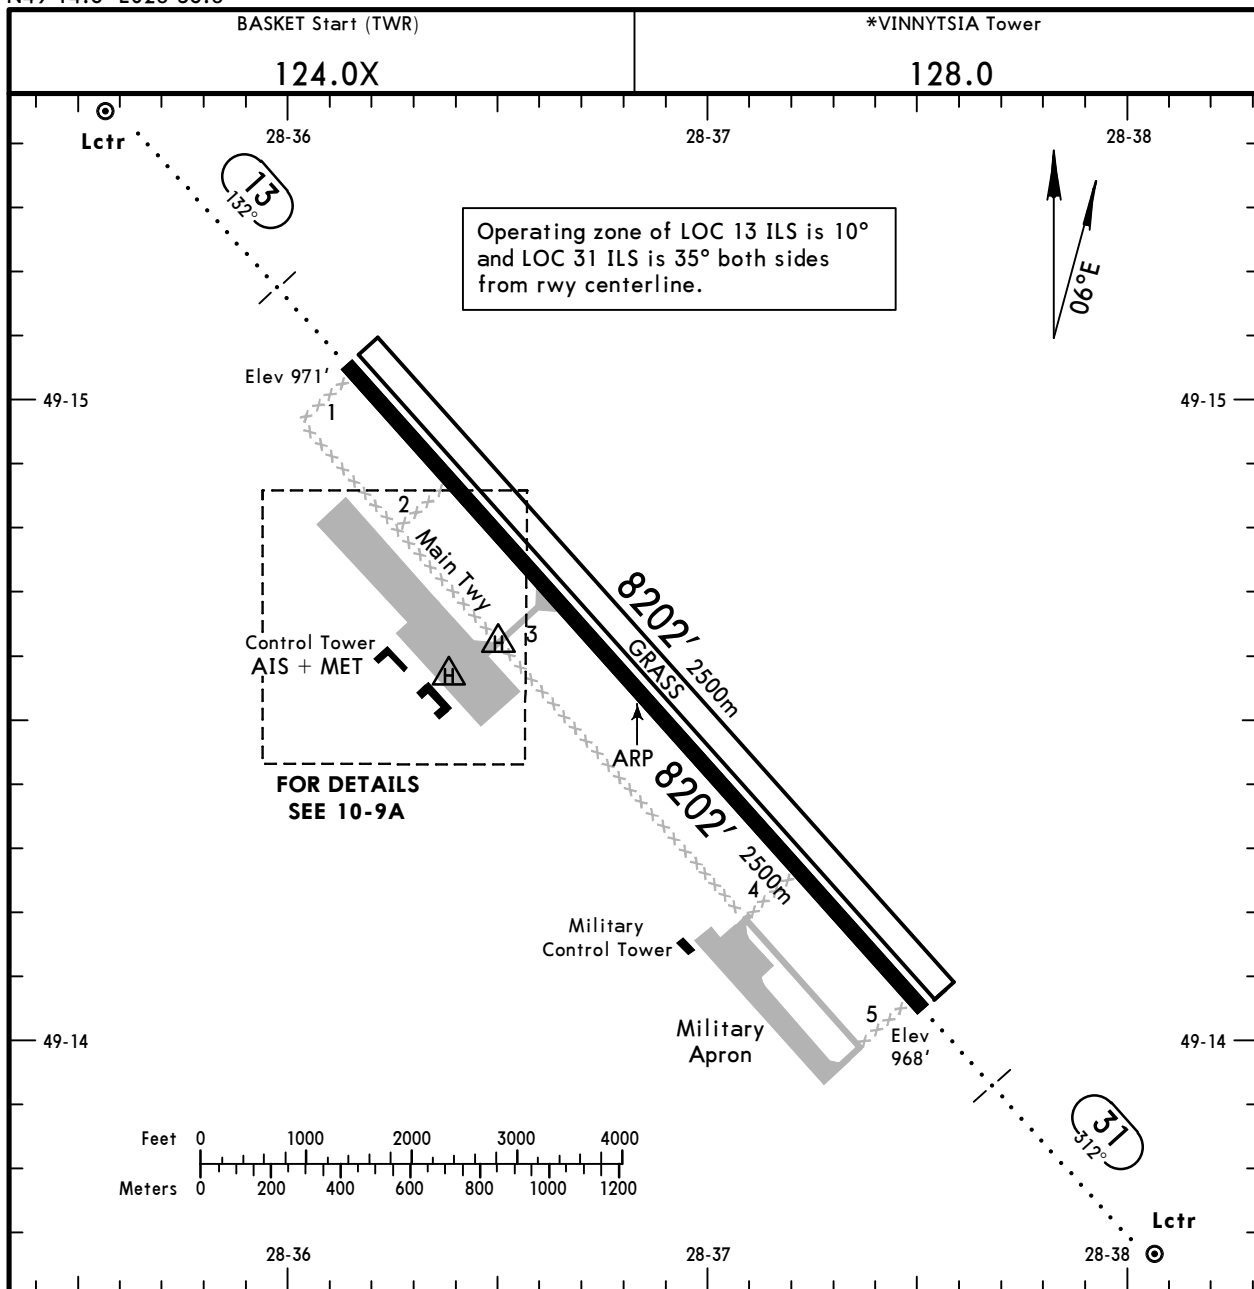 BASKET Start (TWR)
*VINNYTSIA Tower
124.0X
128.0
28-36
28-37
28-38
Lctr
13
132°
Operating zone of LOC 13 ILS is 10°
and LOC 31 ILS is 35° both sides
from rwy centerline.
06°E
Elev 971'
49-15
49-15
1
2
Main Twy
8202'
2500m
GRASS
3
H
H
Control Tower
AIS + MET
ARP
8202'
2500m
FOR DETAILS
SEE 10-9A
4
Military
Control Tower
5
Elev
968'
Military
Apron
49-14
49-14
31
312°
Feet 0 1000 2000 3000 4000
Meters 0 200 400 600 800 1000 1200
Lctr
28-36
28-37
28-38